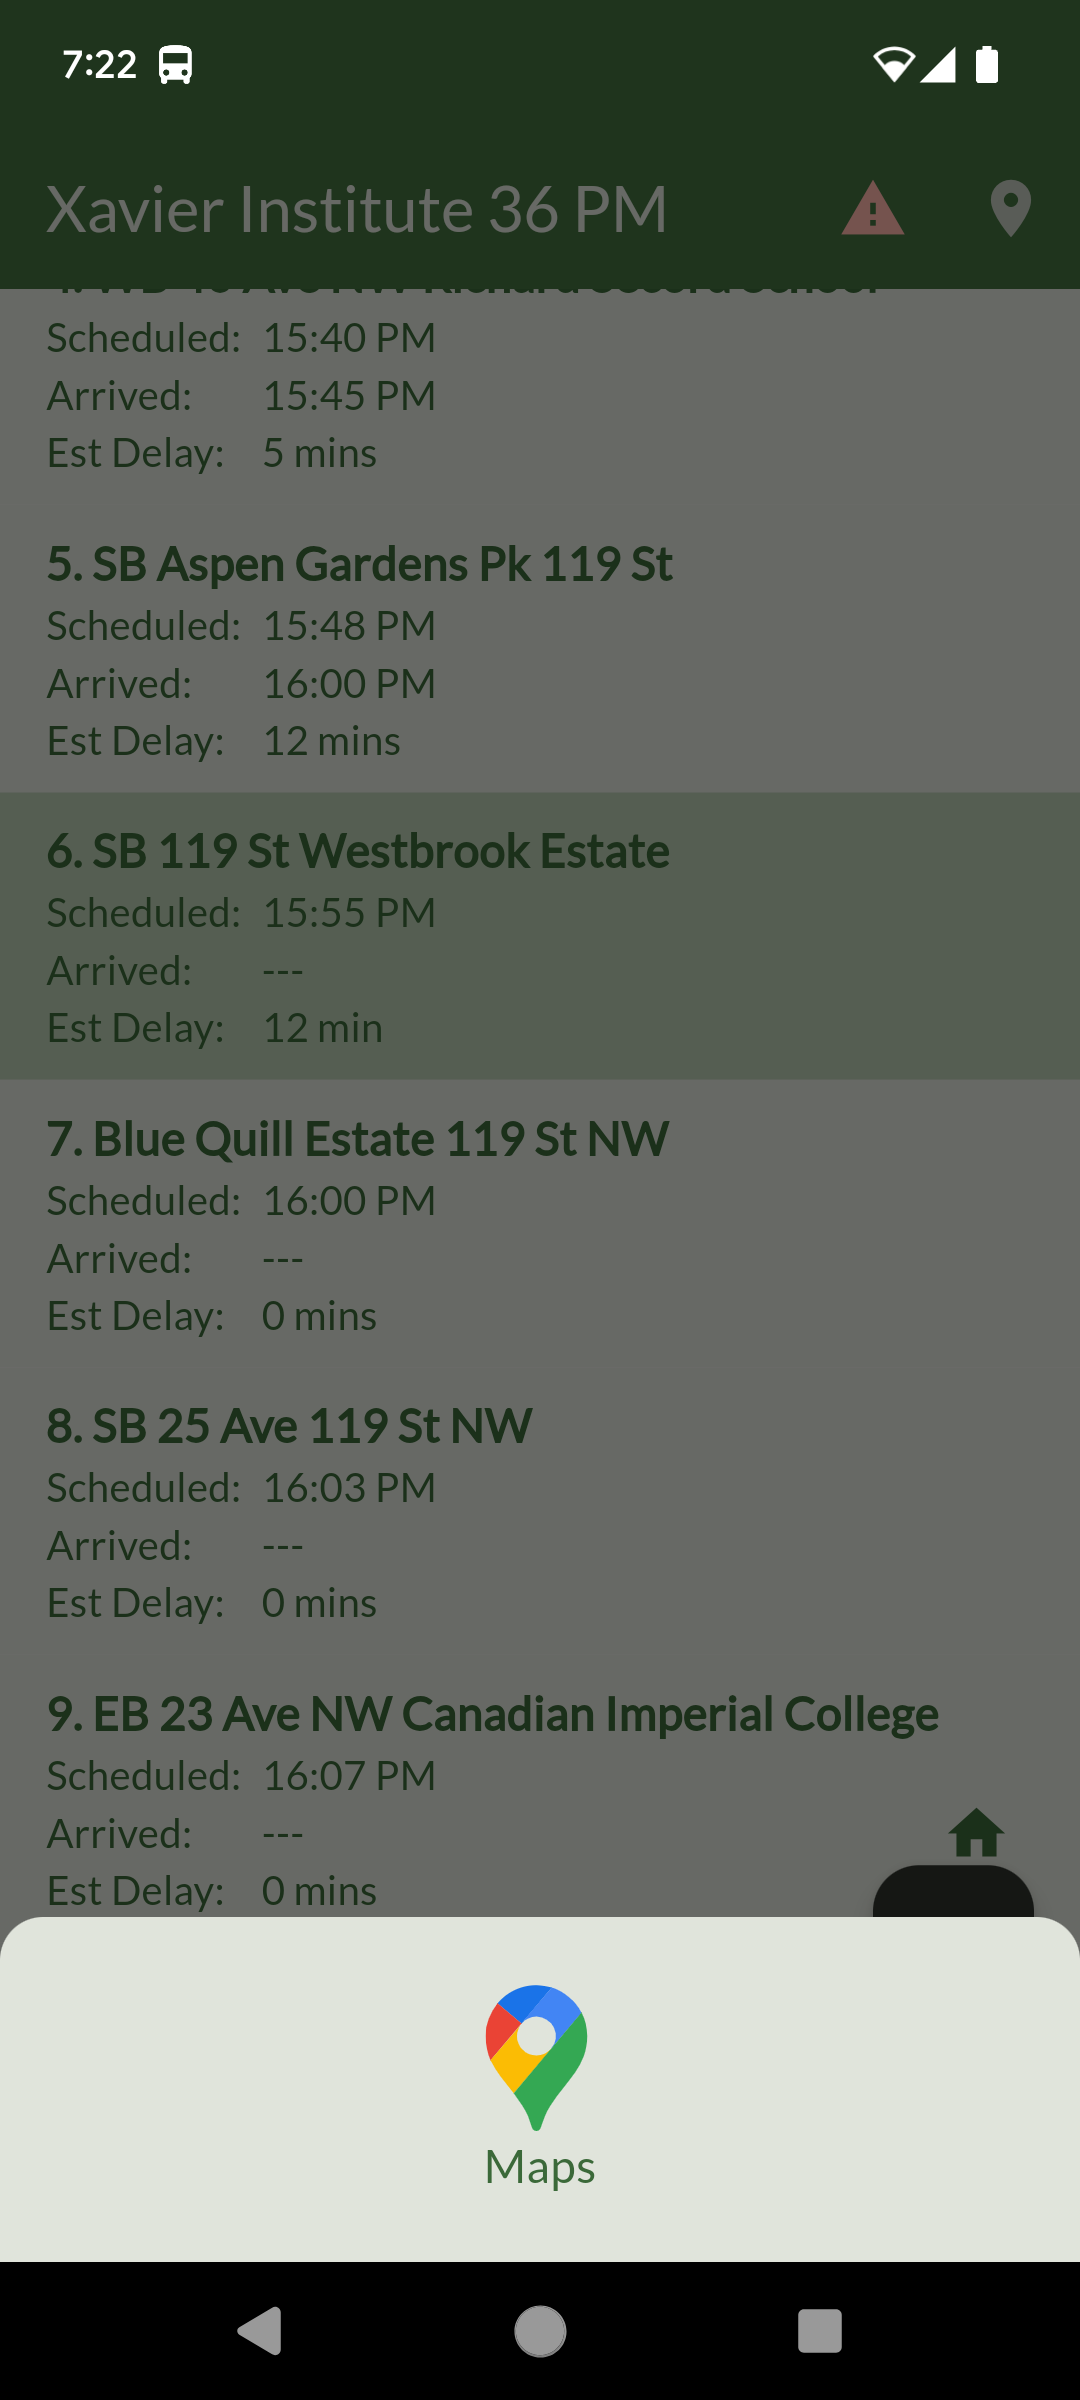 7:22
Xavier Institute 36 PM
Scheduled: 15:40 PM
Arrived: 15:45 PM
Est Delay: 5 mins
5. SB Aspen Gardens Pk 119 St
Scheduled: 15:48 PM
Arrived: 16:00 PM
Est Delay: 12 mins
6. SB 119 St Westbrook Estate
Scheduled: 15:55 PM
Arrived: ---
Est Delay: 12 min
7. Blue Quill Estate 119 St NW
Scheduled: 16:00 PM
Arrived: ---
Est Delay: 0 mins
8. SB 25 Ave 119 St NW
Scheduled: 16:03 PM
Arrived: ---
Est Delay: 0 mins
9. EB 23 Ave NW Canadian Imperial College
Scheduled: 16:07 PM
Arrived: ---
Est Delay: 0 mins
Maps